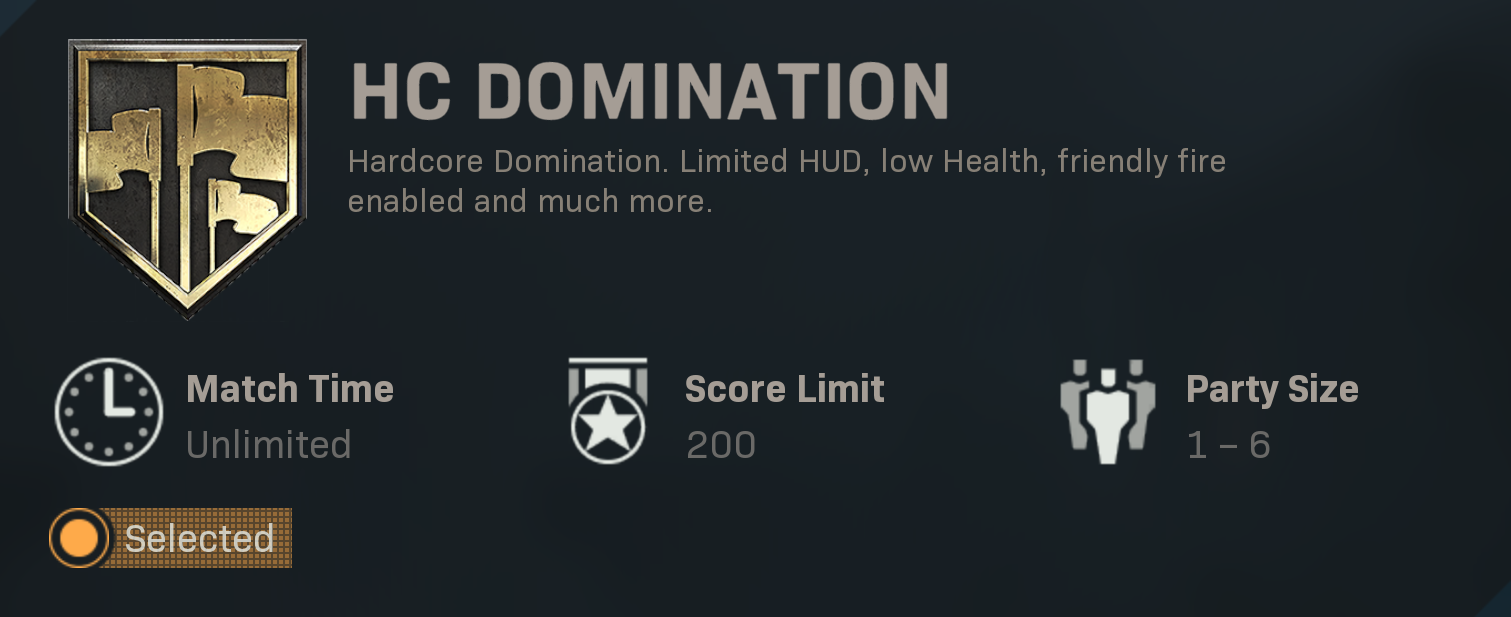 HC DOMINATION
Hardcore Domination. Limited HUD, low Health, friendly fire
enabled and much more.
Match Time
Unlimited
Score Limit
200
Party Size
1 – 6
Selected